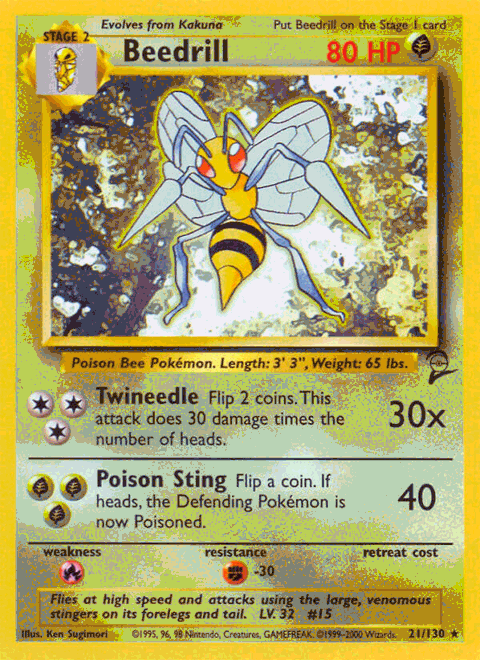 Evolves from Kakuna Put Beedrill on the Stage 1 card
STAGE 2
Beedrill 80 HP
Poison Bee Pokémon. Length: 3' 3", Weight: 65 lbs.
Twineedle Flip 2 coins. This
attack does 30 damage times the
number of heads.
30x
Poison Sting Flip a coin. If
heads, the Defending Pokémon is
now Poisoned.
40
weakness resistance retreat cost
-30
Flies at high speed and attacks using the large, venomous
stingers on its forelegs and tail. LV. 32 #15
Illus. Ken Sugimori ©1995, 96, 98 Nintendo, Creatures, GAMEFREAK. ©1999-2000 Wizards. 21/130 ★